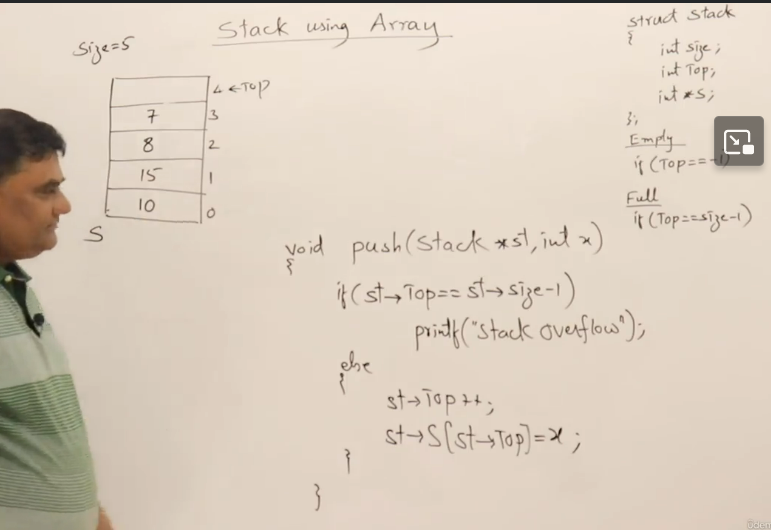 Stack using Array
Size=5
4 ←Top
7 3
8 2
15 1
10 0
S
struct Stack
{
int size;
int Top;
int *S;
};
Empty
if (Top==-1)
Full
if (Top==size-1)
void push(Stack *st, int x)
{
if(st→Top==st→size-1)
printf("Stack overflow");
else
{
st→Top++;
st→S[st→Top]=x;
}
}